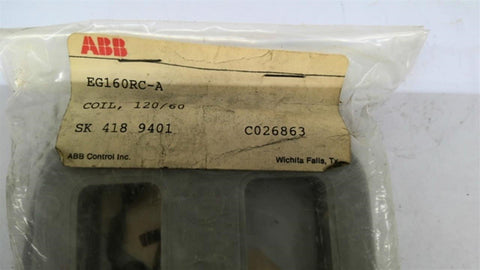 ABB
EG160RC-A
COIL, 120/60
SK 418 9401 C026863
ABB Control Inc. Wichita Falls, Tx